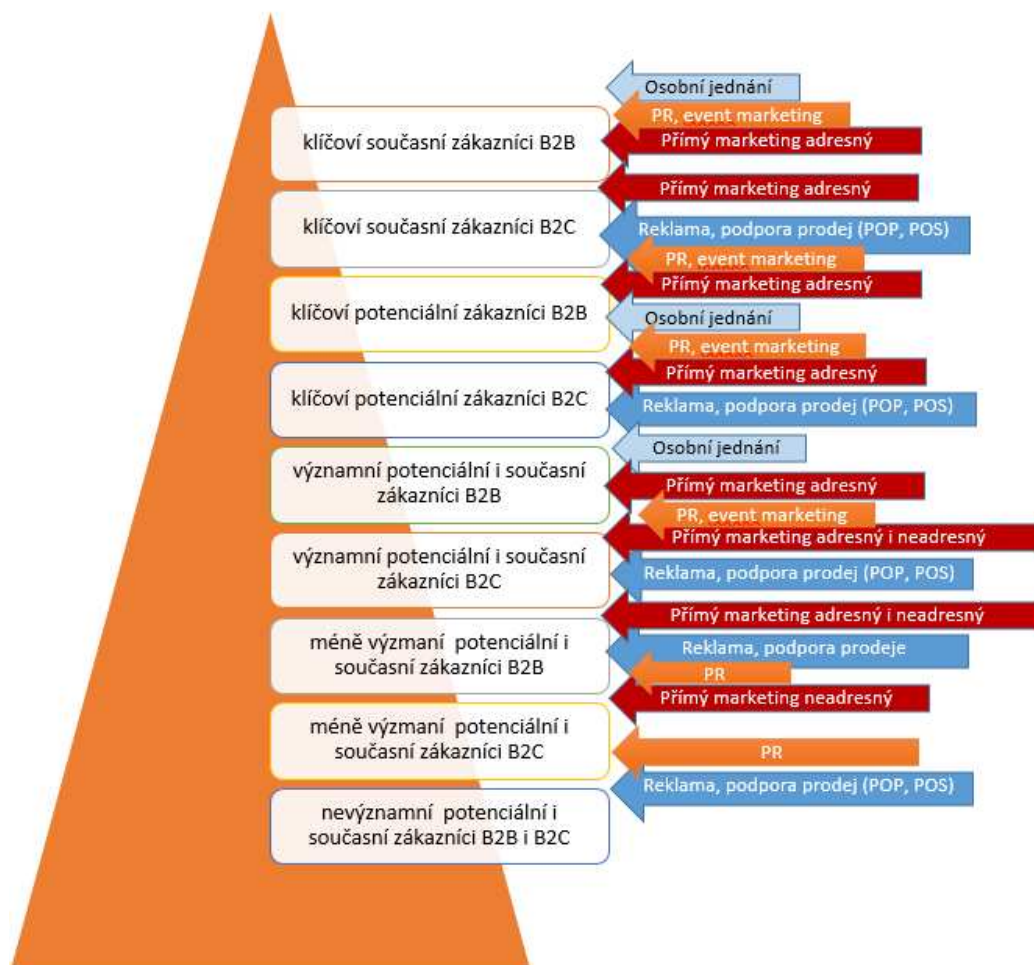 Osobní jednání
PR, event marketing
klíčoví současní zákazníci B2B
Přímý marketing adresný
Přímý marketing adresný
klíčoví současní zákazníci B2C
Reklama, podpora prodej (POP, POS)
PR, event marketing
Přímý marketing adresný
klíčoví potenciální zákazníci B2B
Osobní jednání
PR, event marketing
Přímý marketing adresný
klíčoví potenciální zákazníci B2C
Reklama, podpora prodej (POP, POS)
Osobní jednání
významní potenciální i současní
zákazníci B2B
Přímý marketing adresný
PR, event marketing
Přímý marketing adresný i neadresný
významní potenciální i současní
zákazníci B2C
Reklama, podpora prodej (POP, POS)
Přímý marketing adresný i neadresný
méně výzmaní  potenciální i
současní zákazníci B2B
Reklama, podpora prodeje
PR
Přímý marketing neadresný
méně výzmaní  potenciální i
současní zákazníci B2C
PR
Reklama, podpora prodej (POP, POS)
nevýznamní  potenciální i
současní zákazníci B2B i B2C